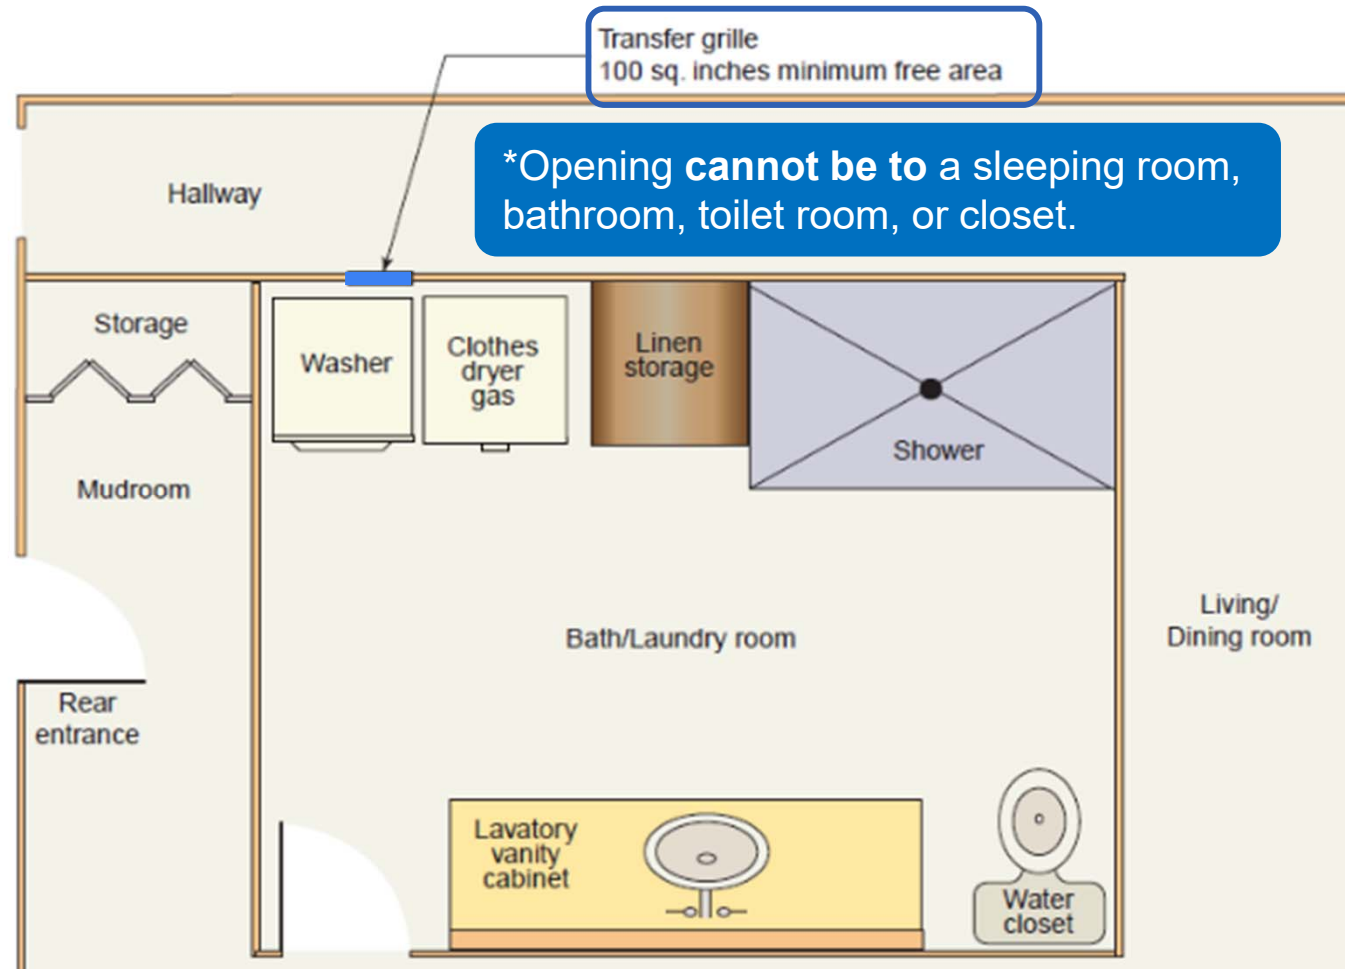 Transfer grille
100 sq. inches minimum free area
*Opening cannot be to a sleeping room,
bathroom, toilet room, or closet.
Hallway
Storage
Washer
Clothes
dryer
gas
Linen
storage
Shower
Mudroom
Bath/Laundry room
Living/
Dining room
Rear
entrance
Lavatory
vanity
cabinet
Water
closet